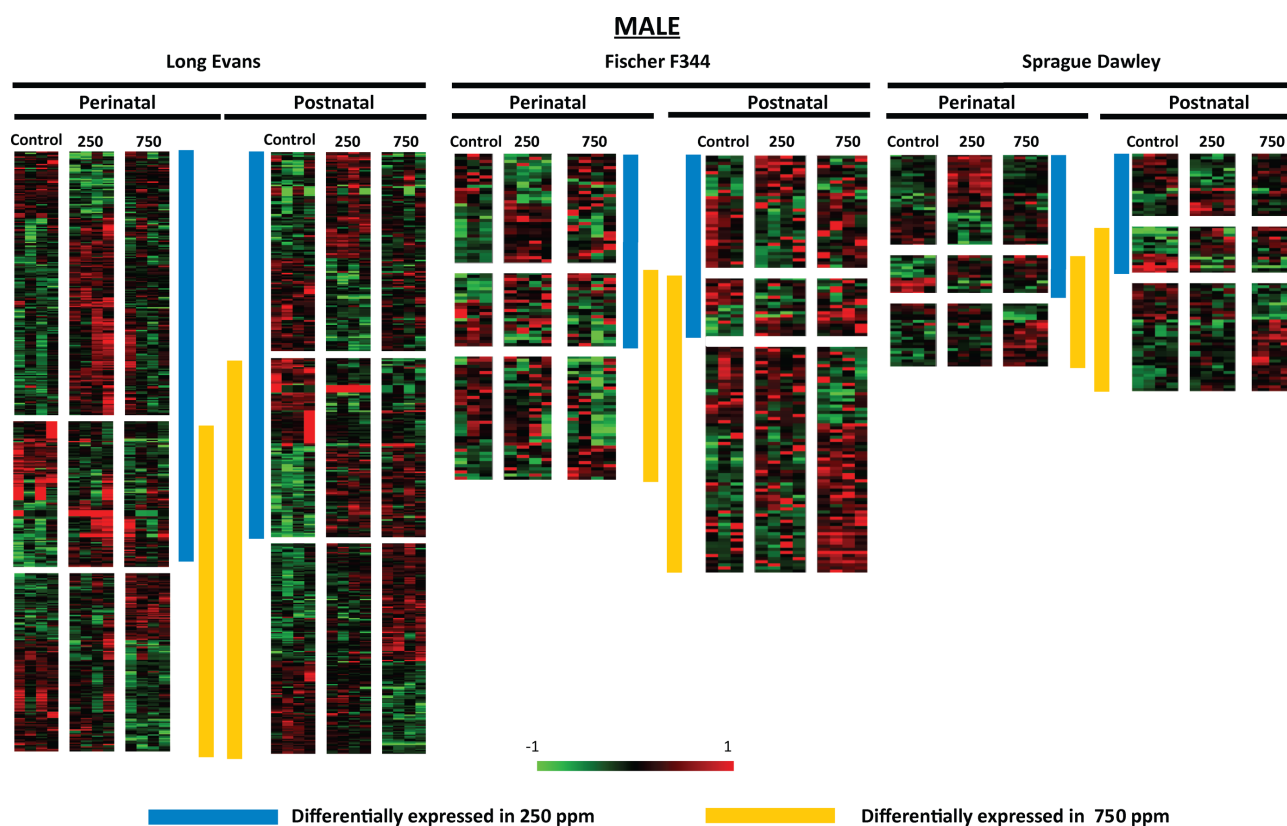 MALE
Long Evans
Fischer F344
Sprague Dawley
Perinatal
Postnatal
Perinatal
Postnatal
Perinatal
Postnatal
Control 250 750
Control 250 750
Control 250 750
Control 250 750
Control 250 750
Control 250 750
-1 1
Differentially expressed in 250 ppm
Differentially expressed in 750 ppm